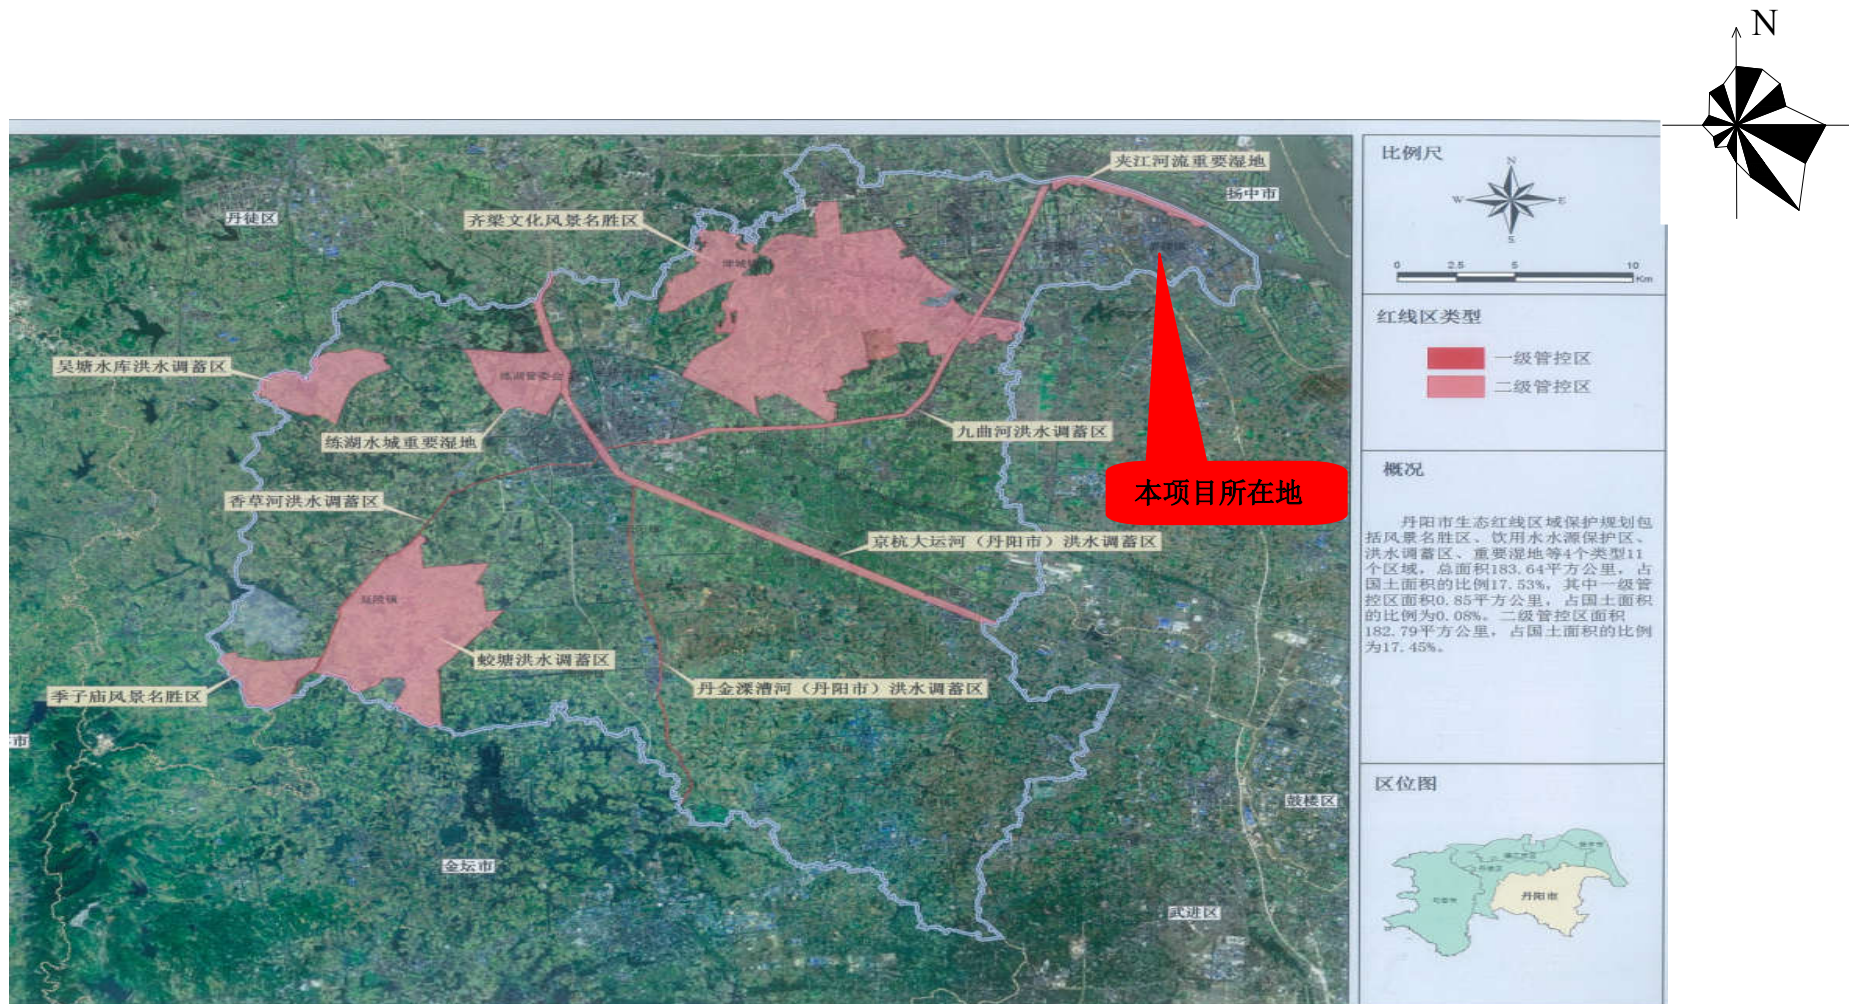 N
夹江河流重要湿地
扬中市
丹徒区
齐梁文化风景名胜区
吴塘水库洪水调蓄区
练湖管委会
练湖水城重要湿地
九曲河洪水调蓄区
本项目所在地
香草河洪水调蓄区
京杭大运河（丹阳市）洪水调蓄区
延陵镇
蛟塘洪水调蓄区
季子庙风景名胜区
丹金溧漕河（丹阳市）洪水调蓄区
市
鼓楼区
金坛市
武进区
比例尺
N
W
E
S
0 2.5 5 10
Km
红线区类型
一级管控区
二级管控区
概况
丹阳市生态红线区域保护规划包
括风景名胜区、饮用水水源保护区、
洪水调蓄区、重要湿地等4个类型11
个区域，总面积183.64平方公里，占
国土面积的比例17.53%，其中一级管
控区面积0.85平方公里，占国土面积
的比例为0.08%。二级管控区面积
182.79平方公里，占国土面积的比例
为17.45%。
区位图
丹阳市